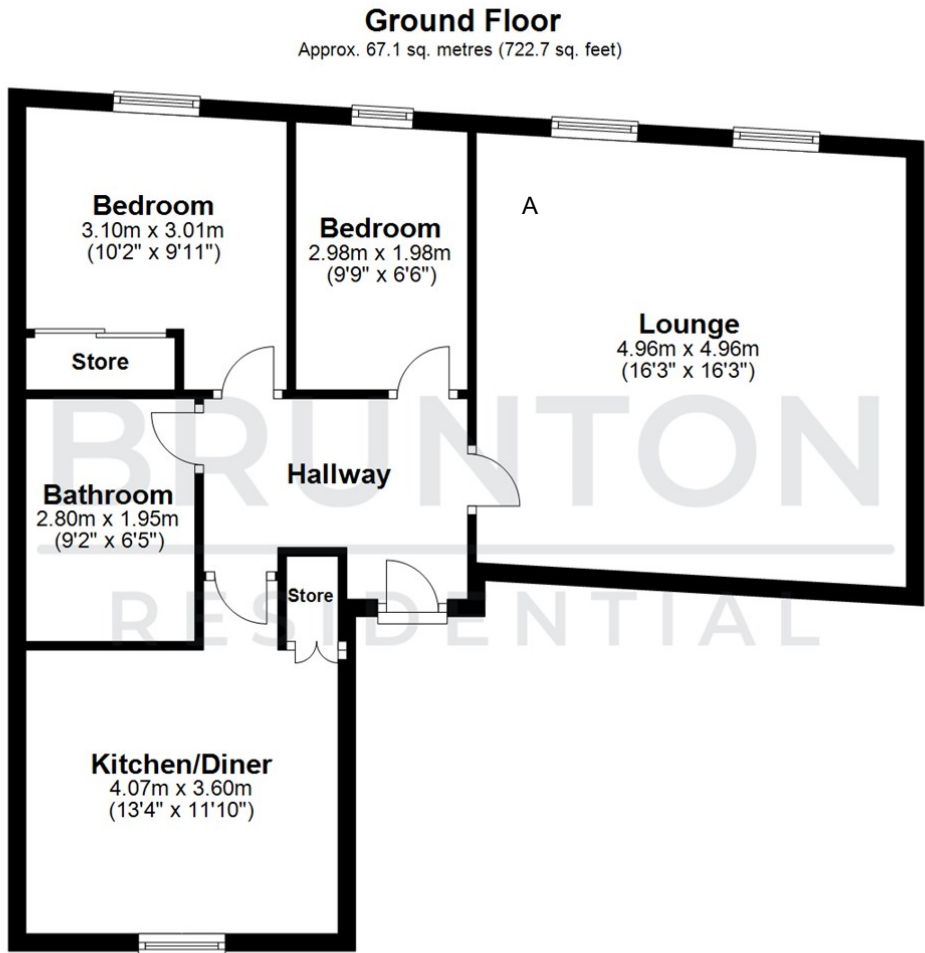 Ground Floor
Approx. 67.1 sq. metres (722.7 sq. feet)
Bedroom
3.10m x 3.01m
(10'2" x 9'11")
Bedroom
2.98m x 1.98m
(9'9" x 6'6")
A
Lounge
4.96m x 4.96m
(16'3" x 16'3")
Store
BRUNTON
RESIDENTIAL
Hallway
Bathroom
2.80m x 1.95m
(9'2" x 6'5")
Store
Kitchen/Diner
4.07m x 3.60m
(13'4" x 11'10")